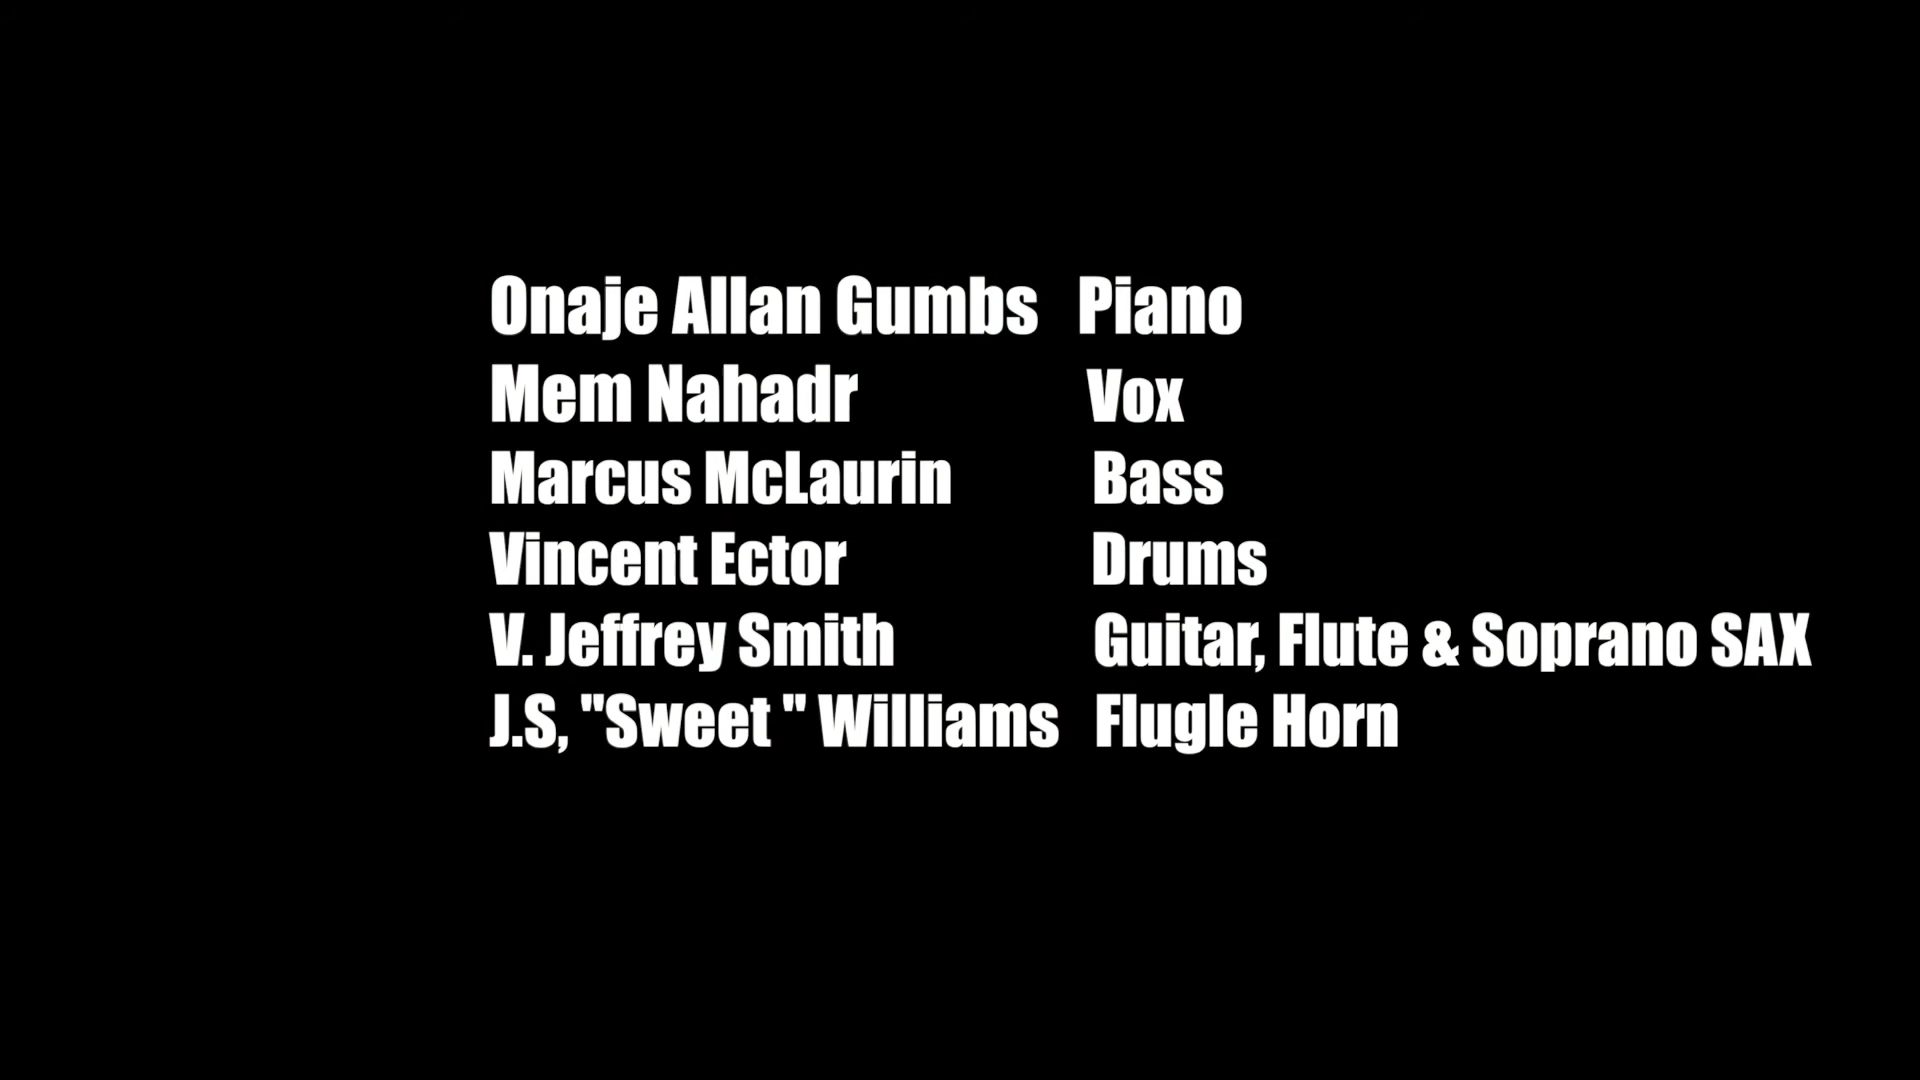 Onaje Allan Gumbs Piano
Mem Nahadr Vox
Marcus McLaurin Bass
Vincent Ector Drums
V. Jeffrey Smith Guitar, Flute & Soprano SAX
J.S, "Sweet " Williams Flugle Horn